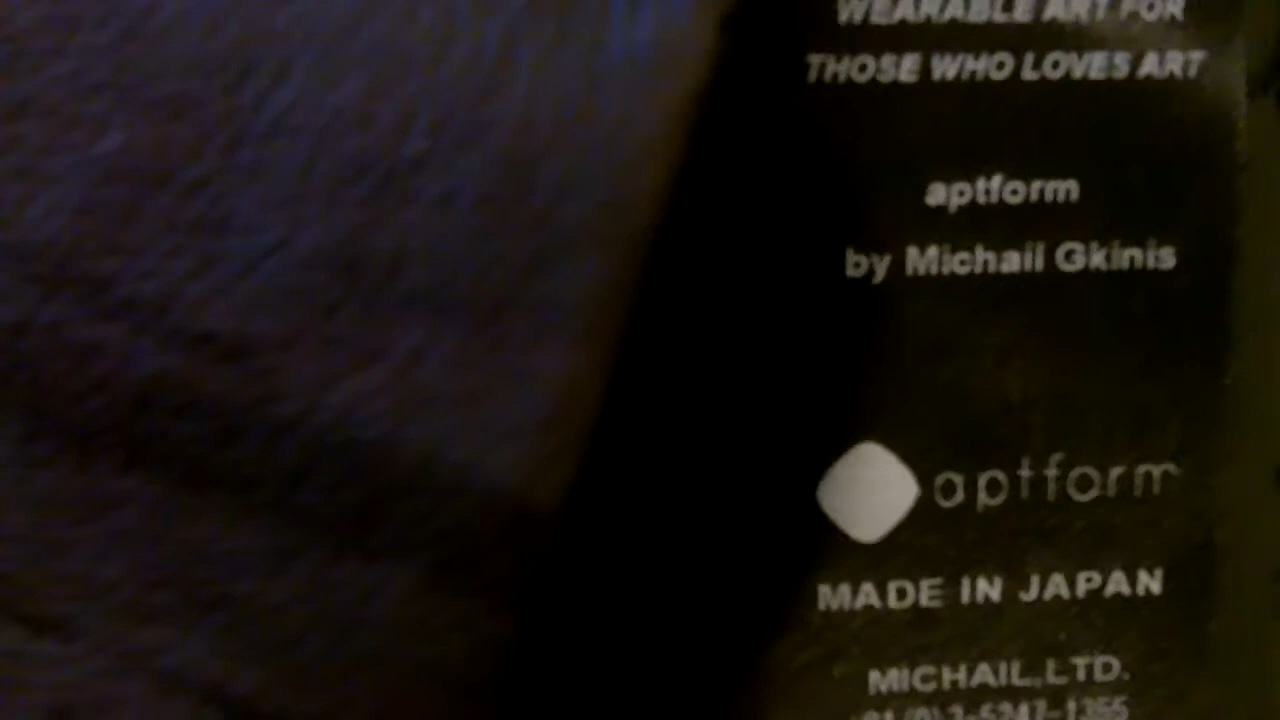 WEARABLE ART FOR
THOSE WHO LOVES ART
aptform
by Michail Gkinis
aptform
MADE IN JAPAN
MICHAIL.LTD.